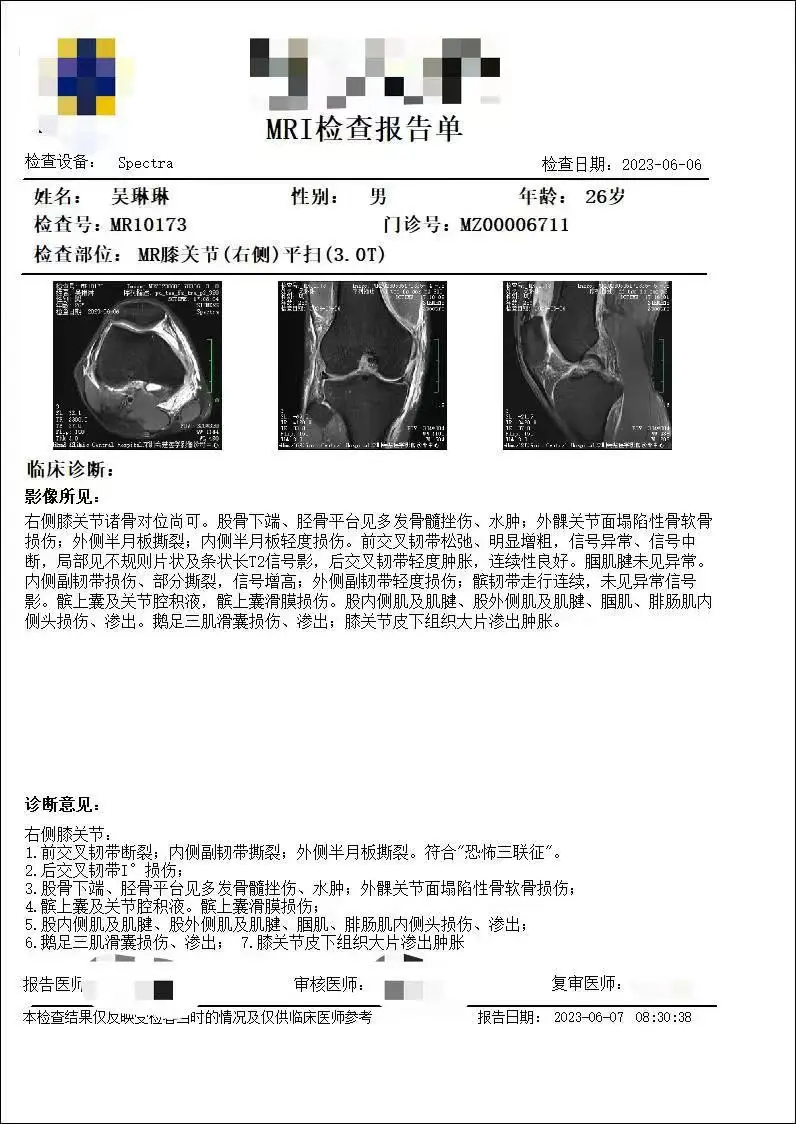 MRI检查报告单
检查设备: Spectra
检查日期: 2023-06-06
姓名: 吴琳琳 性别: 男 年龄: 26岁
检查号: MR10173 门诊号: MZ00006711
检查部位: MR膝关节(右侧)平扫(3.0T)
临床诊断:
影像所见:
右侧膝关节诸骨对位尚可。股骨下端、胫骨平台见多发骨髓挫伤、水肿; 外髁关节面塌陷性骨软骨
损伤; 外侧半月板撕裂; 内侧半月板轻度损伤。前交叉韧带松弛、明显增粗, 信号异常、信号中
断, 局部见不规则片状及条状长T2信号影, 后交叉韧带轻度肿胀, 连续性良好。腘肌腱未见异常。
内侧副韧带损伤、部分撕裂, 信号增高; 外侧副韧带轻度损伤; 髌韧带走行连续, 未见异常信号
影。髌上囊及关节腔积液, 髌上囊滑膜损伤。股内侧肌及肌腱、股外侧肌及肌腱、腘肌、腓肠肌内
侧头损伤、渗出。鹅足三肌滑囊损伤、渗出; 膝关节皮下组织大片渗出肿胀。
诊断意见:
右侧膝关节:
1.前交叉韧带断裂; 内侧副韧带撕裂; 外侧半月板撕裂。符合"恐怖三联征"。
2.后交叉韧带I°损伤;
3.股骨下端、胫骨平台见多发骨髓挫伤、水肿; 外髁关节面塌陷性骨软骨损伤;
4.髌上囊及关节腔积液。髌上囊滑膜损伤;
5.股内侧肌及肌腱、股外侧肌及肌腱、腘肌、腓肠肌内侧头损伤、渗出;
6.鹅足三肌滑囊损伤、渗出; 7.膝关节皮下组织大片渗出肿胀
报告医师 审核医师: 复审医师:
本检查结果仅反映受检者当时的情况及仅供临床医师参考 报告日期: 2023-06-07 08:30:38